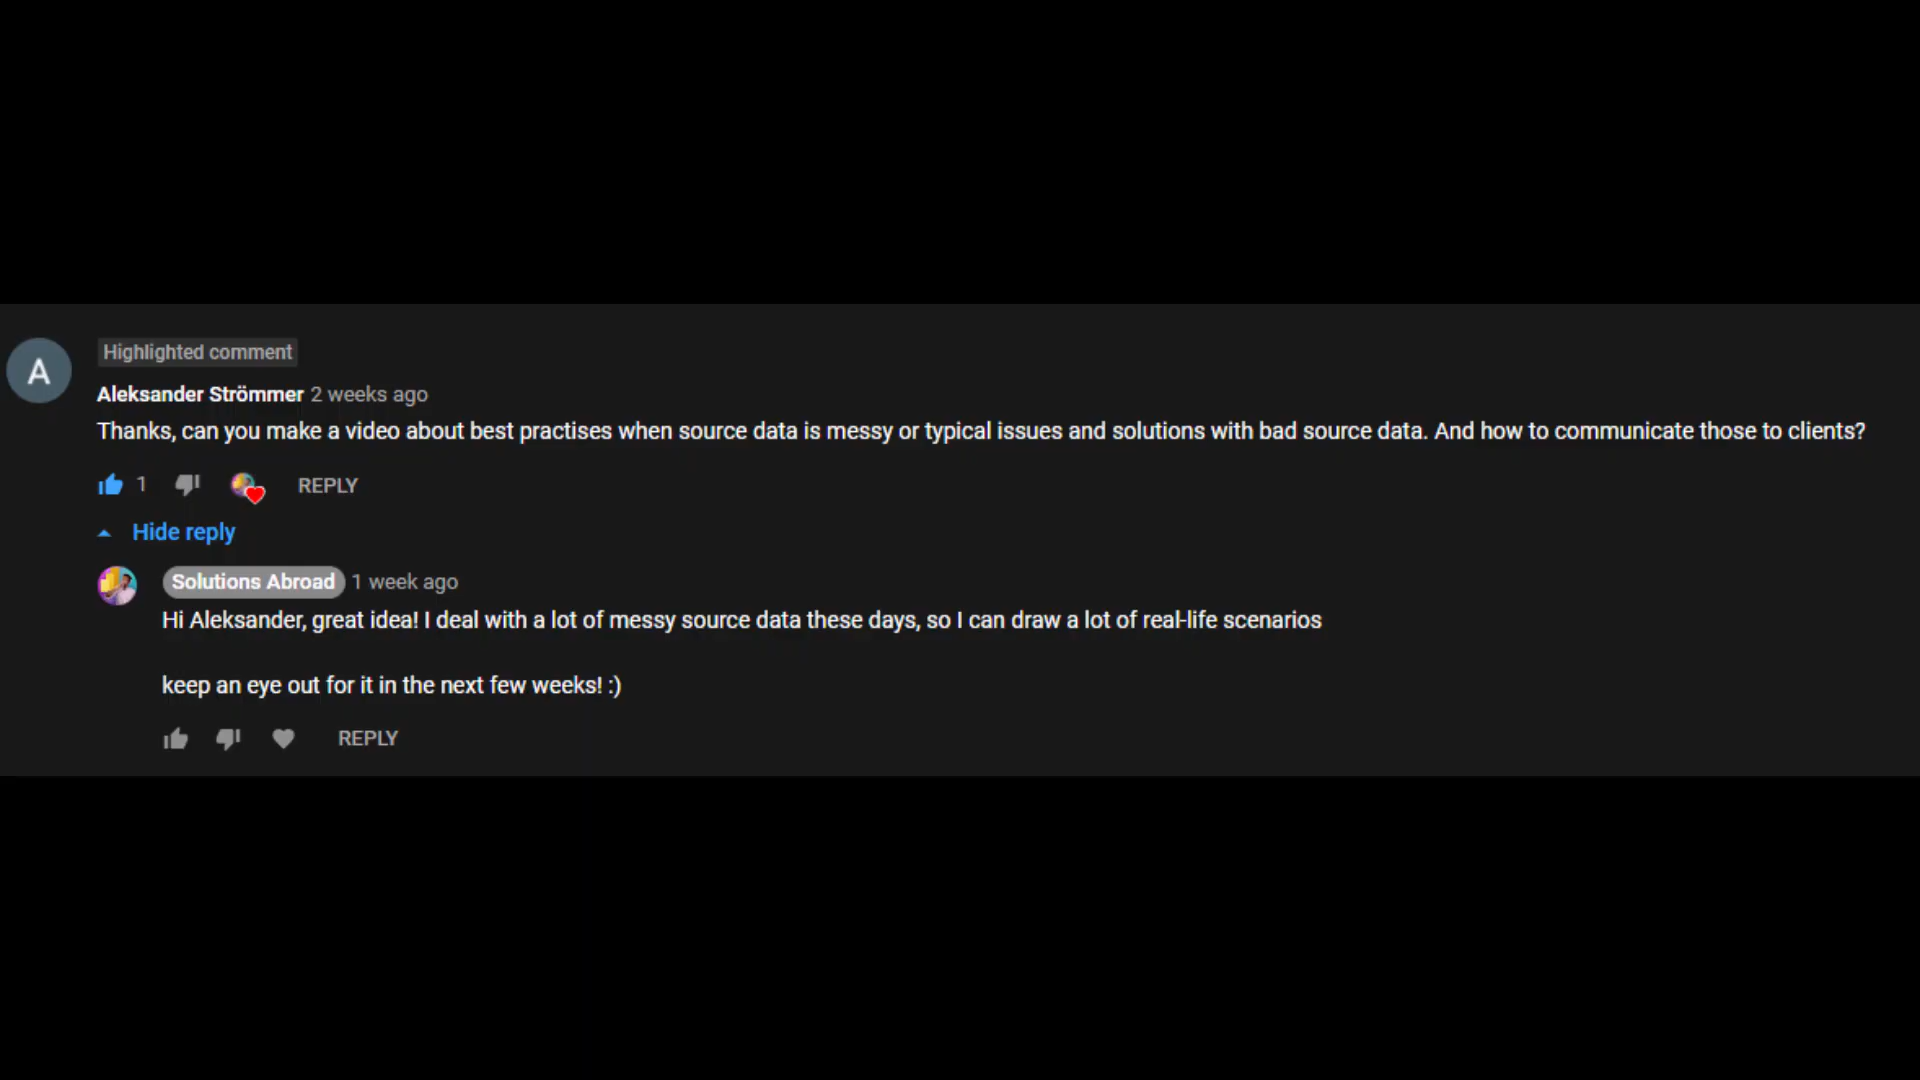 A
Highlighted comment
Aleksander Strömmer 2 weeks ago
Thanks, can you make a video about best practises when source data is messy or typical issues and solutions with bad source data. And how to communicate those to clients?
1 REPLY
Hide reply
Solutions Abroad 1 week ago
Hi Aleksander, great idea! I deal with a lot of messy source data these days, so I can draw a lot of real-life scenarios
keep an eye out for it in the next few weeks! :)
REPLY